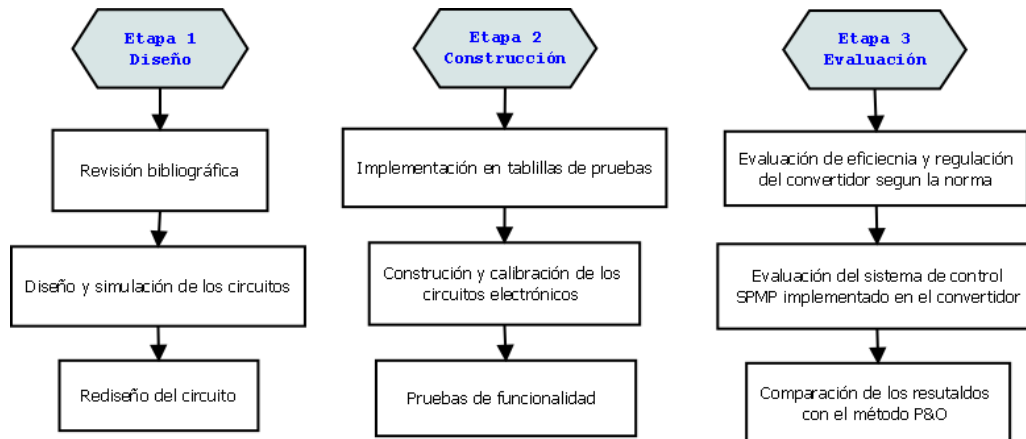 Etapa 1
Diseño
Revisión bibliográfica
Diseño y simulación de los circuitos
Rediseño del circuito
Etapa 2
Construcción
Implementación en tablillas de pruebas
Construción y calibración de los
circuitos electrónicos
Pruebas de funcionalidad
Etapa 3
Evaluación
Evaluación de eficiecnia y regulación
del convertidor segun la norma
Evaluación del sistema de control
SPMP implementado en el convertidor
Comparación de los resutaldos
con el método P&O